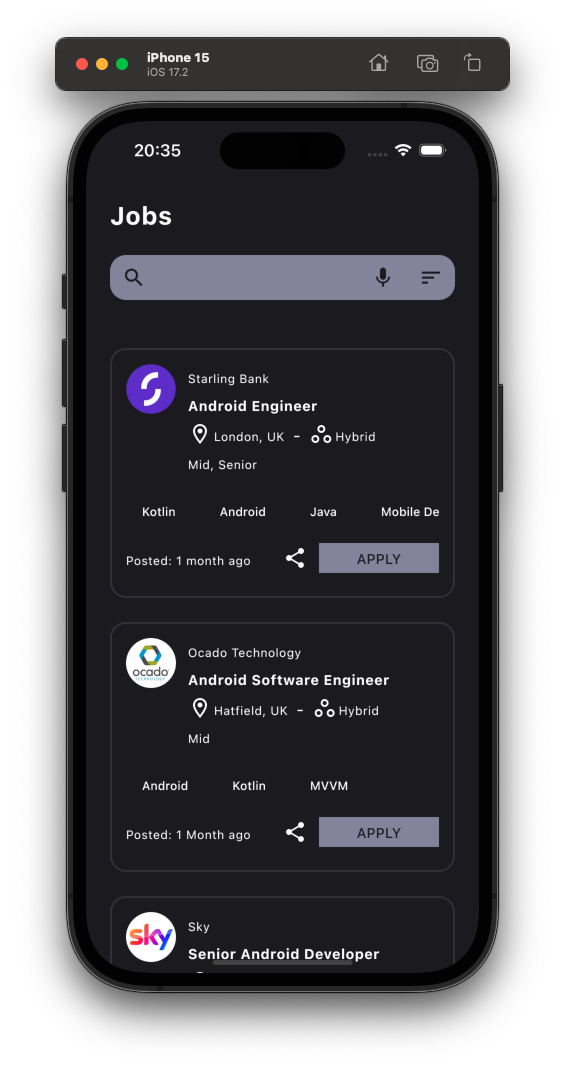 iPhone 15
iOS 17.2
20:35
Jobs
Starling Bank
Android Engineer
London, UK - Hybrid
Mid, Senior
Kotlin Android Java Mobile De
Posted: 1 month ago APPLY
ocado
TECHNOLOGY
Ocado Technology
Android Software Engineer
Hatfield, UK - Hybrid
Mid
Android Kotlin MVVM
Posted: 1 Month ago APPLY
sky
Sky
Senior Android Developer